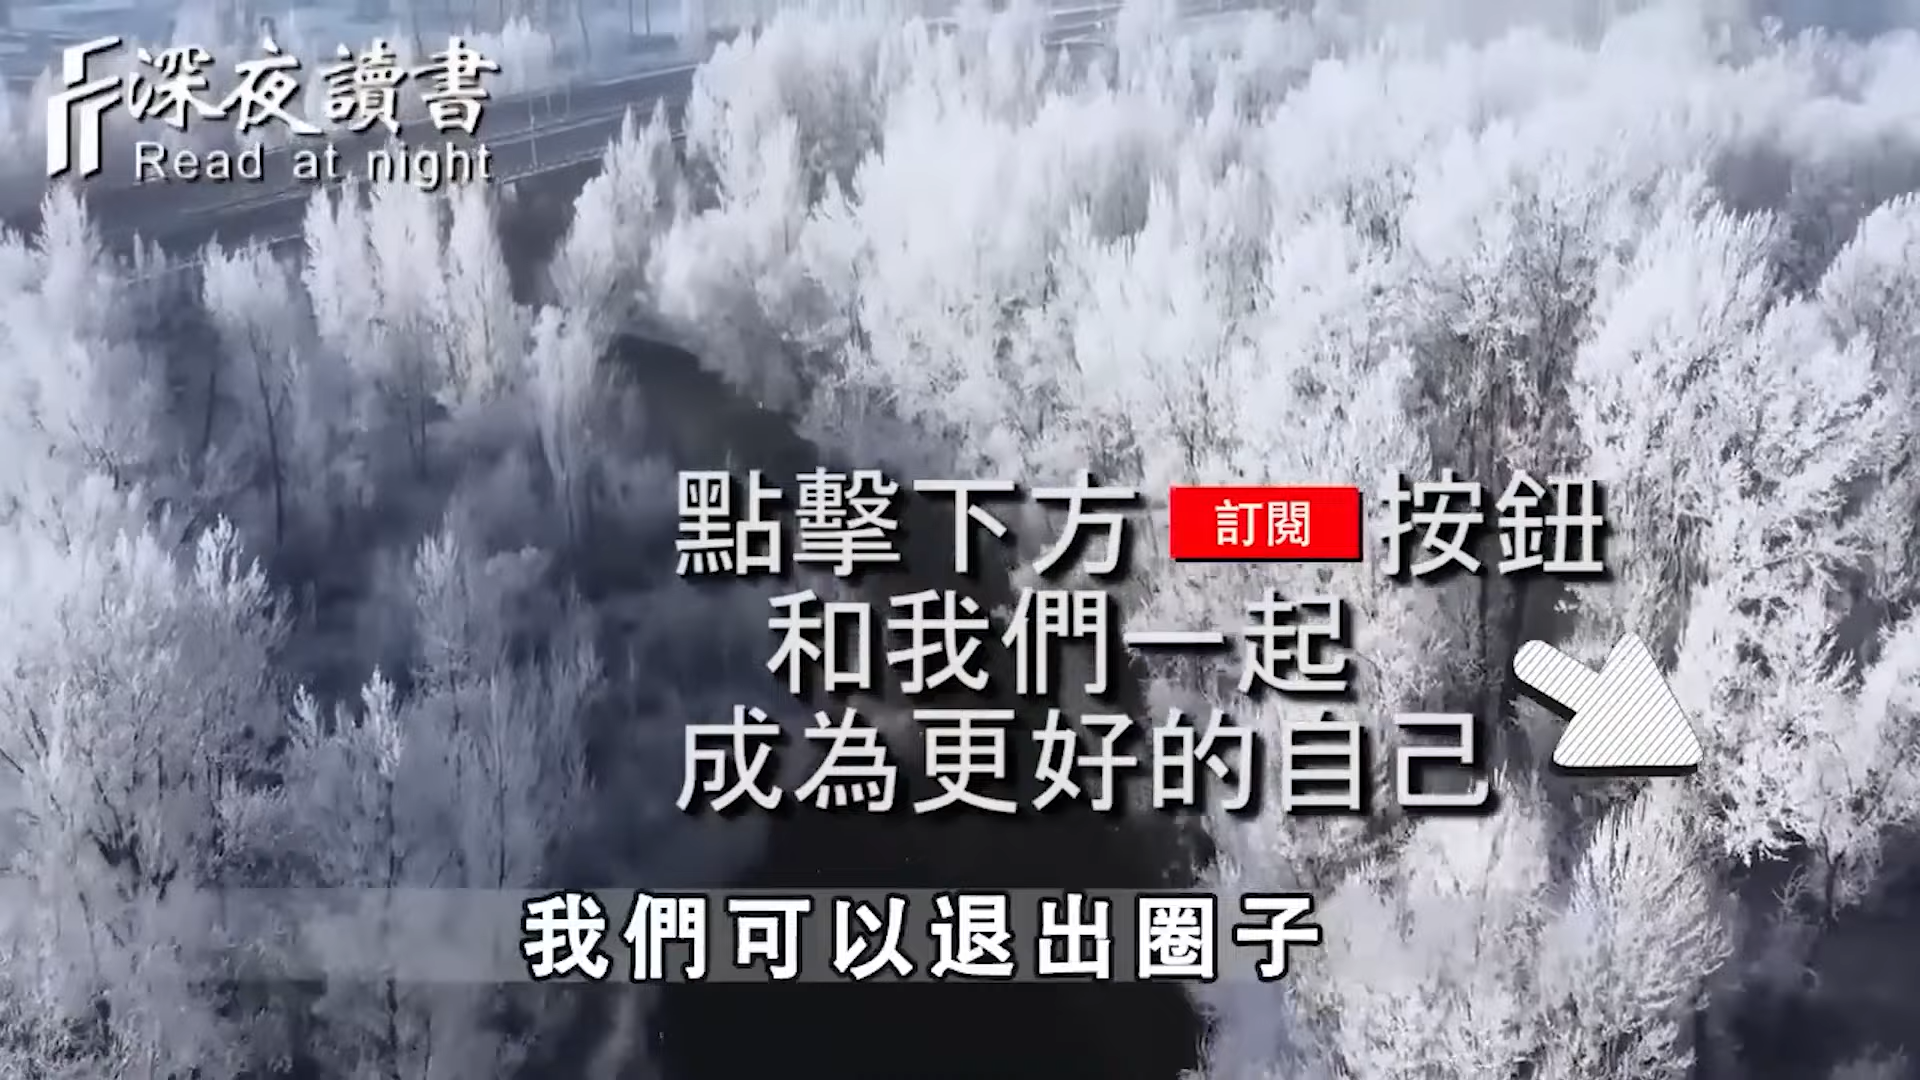 深夜讀書
Read at night
點擊下方 訂閱 按鈕
和我們一起
成為更好的自己
我們可以退出圈子